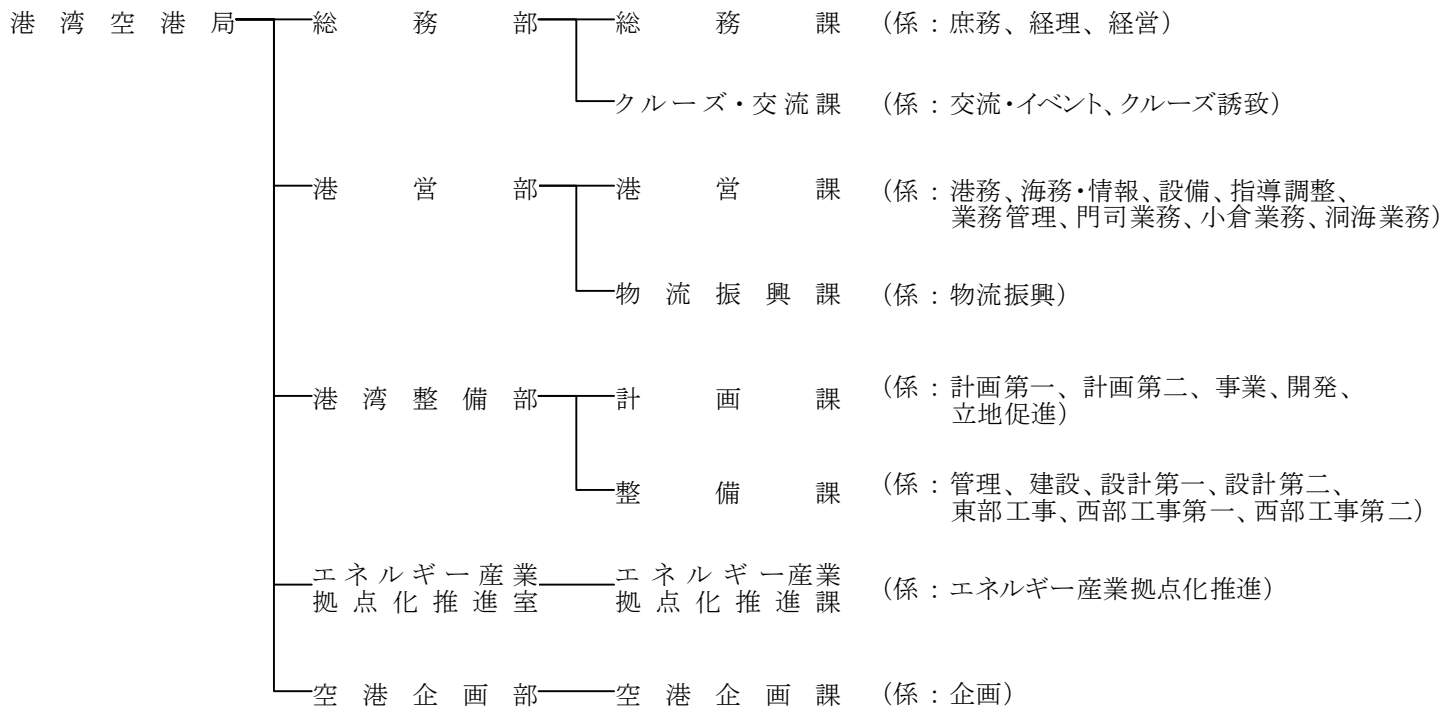 港湾空港局 総務部 総務課 (係：庶務、経理、経営)
クルーズ・交流課 (係：交流・イベント、クルーズ誘致)
港営部 港営課 (係：港務、海務・情報、設備、指導調整、
業務管理、門司業務、小倉業務、洞海業務)
物流振興課 (係：物流振興)
港湾整備部 計画課 (係：計画第一、計画第二、事業、開発、
立地促進)
整備課 (係：管理、建設、設計第一、設計第二、
東部工事、西部工事第一、西部工事第二)
エネルギー産業 エネルギー産業 (係：エネルギー産業拠点化推進)
拠点化推進室 拠点化推進課
空港企画部 空港企画課 (係：企画)